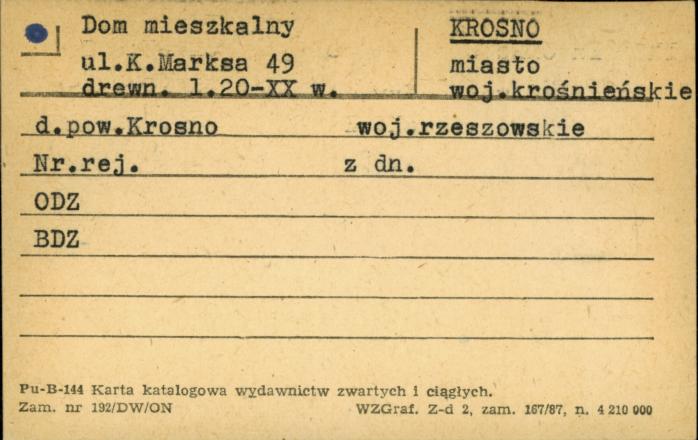 Dom mieszkalny KROSNO
ul.K.Marksa 49 miasto
drewn. l.20-XX w. woj.krośnieńskie
d.pow.Krosno woj.rzeszowskie
Nr.rej. z dn.
ODZ
BDZ
Pu-B-144 Karta katalogowa wydawnictw zwartych i ciągłych.
Zam. nr 192/DW/ON WZGraf. Z-d 2, zam. 167/87, n. 4 210 000